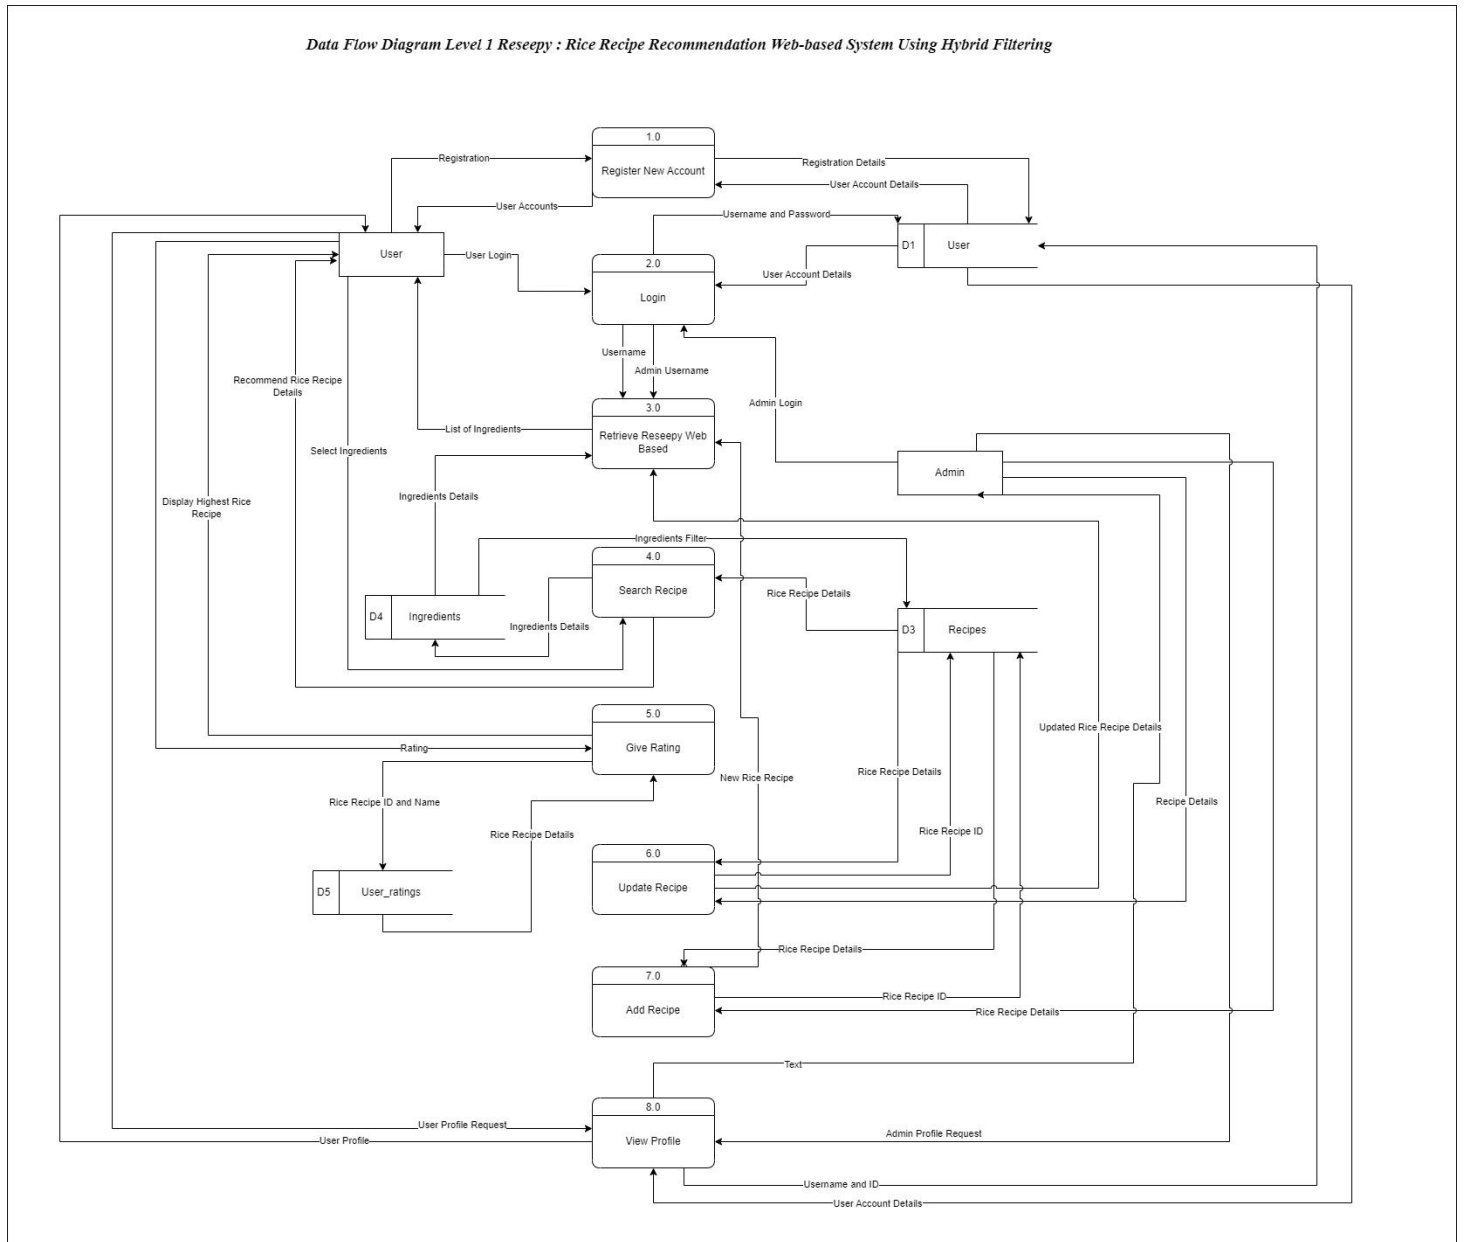 Data Flow Diagram Level 1 Reseepy : Rice Recipe Recommendation Web-based System Using Hybrid Filtering
1.0
Registration
Registration Details
Register New Account
User Account Details
User Accounts
Username and Password
D1
User
User
User Login
2.0
User Account Details
Login
Username
Admin Username
Recommend Rice Recipe
Details
Admin Login
3.0
List of Ingredients
Retrieve Reseepy Web
Based
Select Ingredients
Admin
Ingredients Details
Display Highest Rice
Recipe
Ingredients Filter
4.0
Search Recipe
Rice Recipe Details
D4
Ingredients
Ingredients Details
D3
Recipes
5.0
Updated Rice Recipe Details
Rating
Give Rating
Rice Recipe Details
New Rice Recipe
Rice Recipe ID and Name
Recipe Details
Rice Recipe Details
Rice Recipe ID
6.0
D5
User_ratings
Update Recipe
Rice Recipe Details
7.0
Rice Recipe ID
Add Recipe
Rice Recipe Details
Text
8.0
User Profile Request
Admin Profile Request
User Profile
View Profile
Username and ID
User Account Details